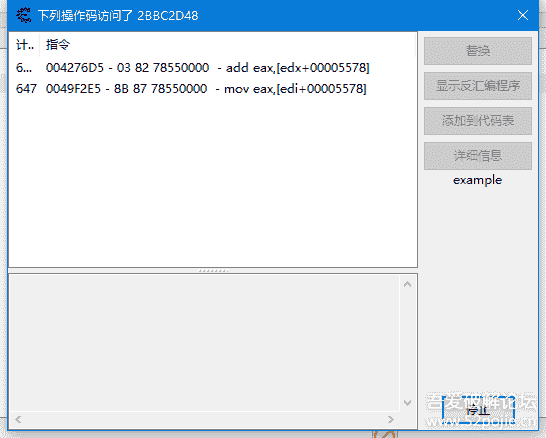 下列操作码访问了 2BBC2D48
计.. 指令
6... 004276D5 - 03 82 78550000 - add eax,[edx+00005578]
647 0049F2E5 - 8B 87 78550000 - mov eax,[edi+00005578]
替换
显示反汇编程序
添加到代码表
详细信息
example
停止
吾爱破解论坛
www.52pojie.cn